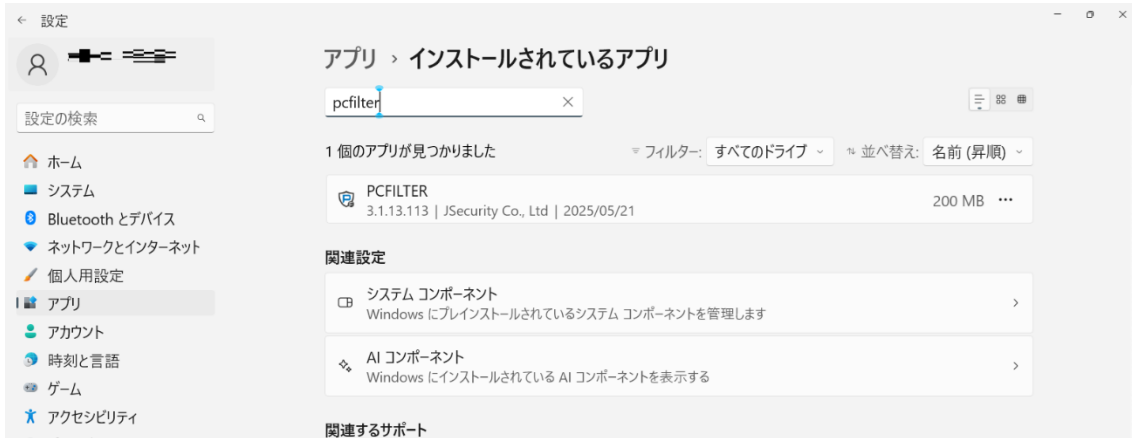 設定
設定の検索
ホーム
システム
Bluetooth とデバイス
ネットワークとインターネット
個人用設定
アプリ
アカウント
時刻と言語
ゲーム
アクセシビリティ
アプリ › インストールされているアプリ
pcfilter
1 個のアプリが見つかりました
フィルター: すべてのドライブ 並べ替え: 名前 (昇順)
PCFILTER
3.1.13.113 | JSecurity Co., Ltd | 2025/05/21
200 MB
関連設定
システム コンポーネント
Windows にプレインストールされているシステム コンポーネントを管理します
AI コンポーネント
Windows にインストールされている AI コンポーネントを表示する
関連するサポート